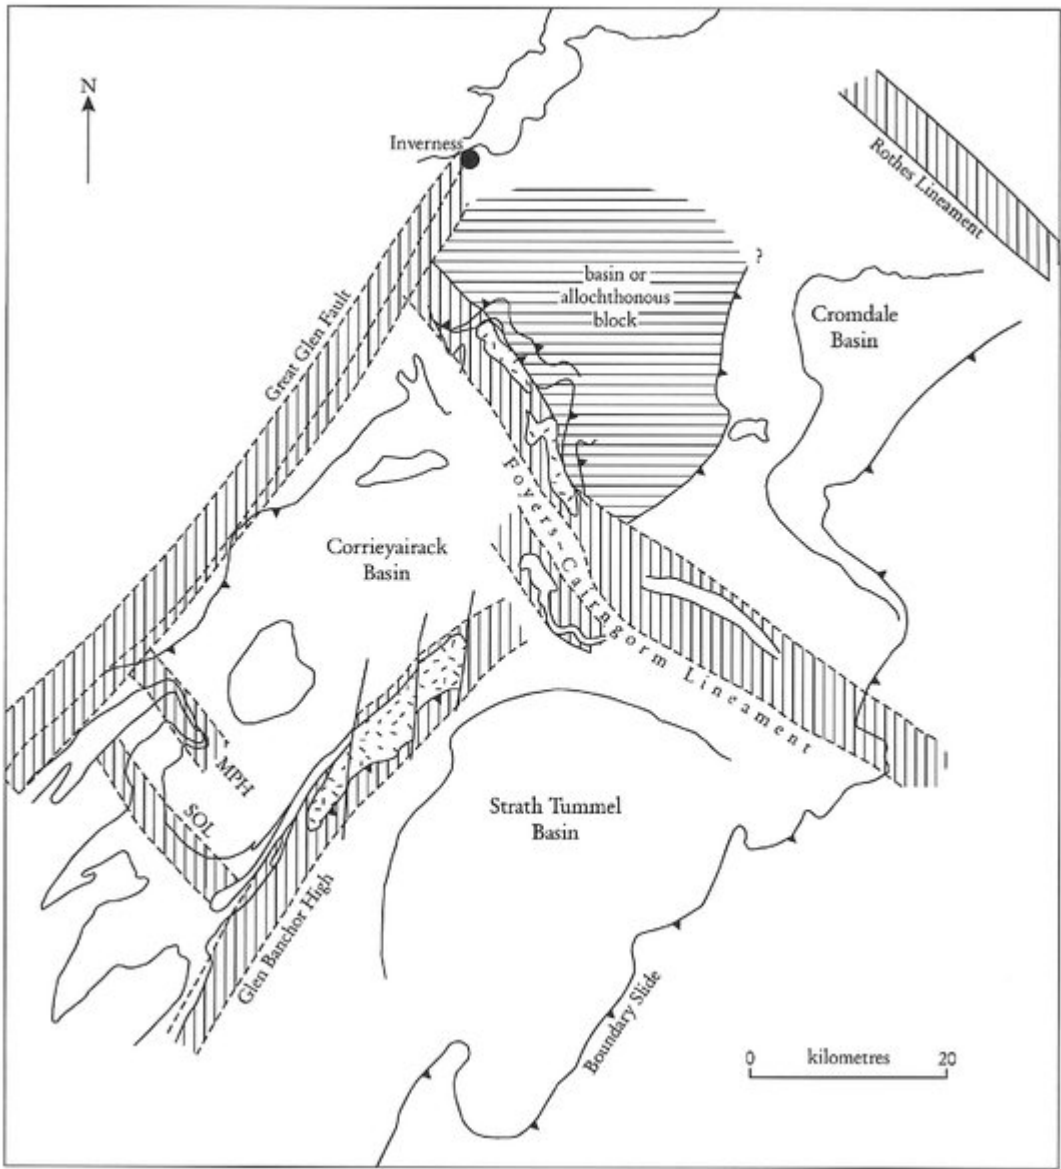 N
Inverness
Rothes Lineament
?
basin or
allochthonous
block
Cromdale
Basin
Great Glen Fault
Foyers~Cairngorm Lineament
Corrieyairack
Basin
MPH
SOL
Strath Tummel
Basin
Glen Banchor High
Boundary Slide
0 kilometres 20